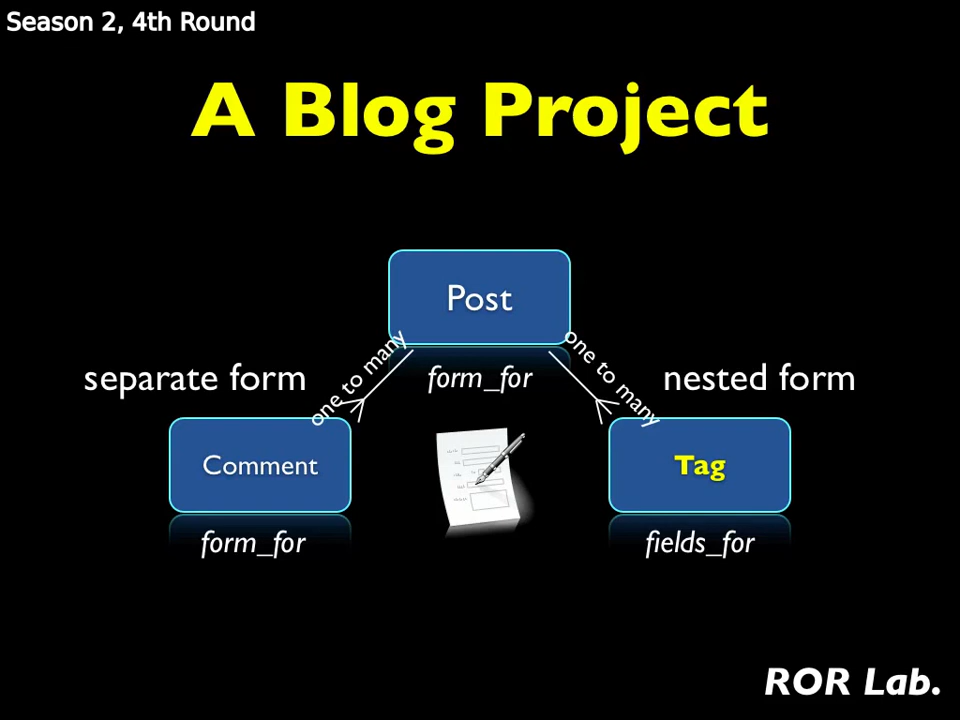 Season 2, 4th Round
A Blog Project
Post
one to many
one to many
separate form
form_for
nested form
Comment
Tag
form_for
fields_for
ROR Lab.